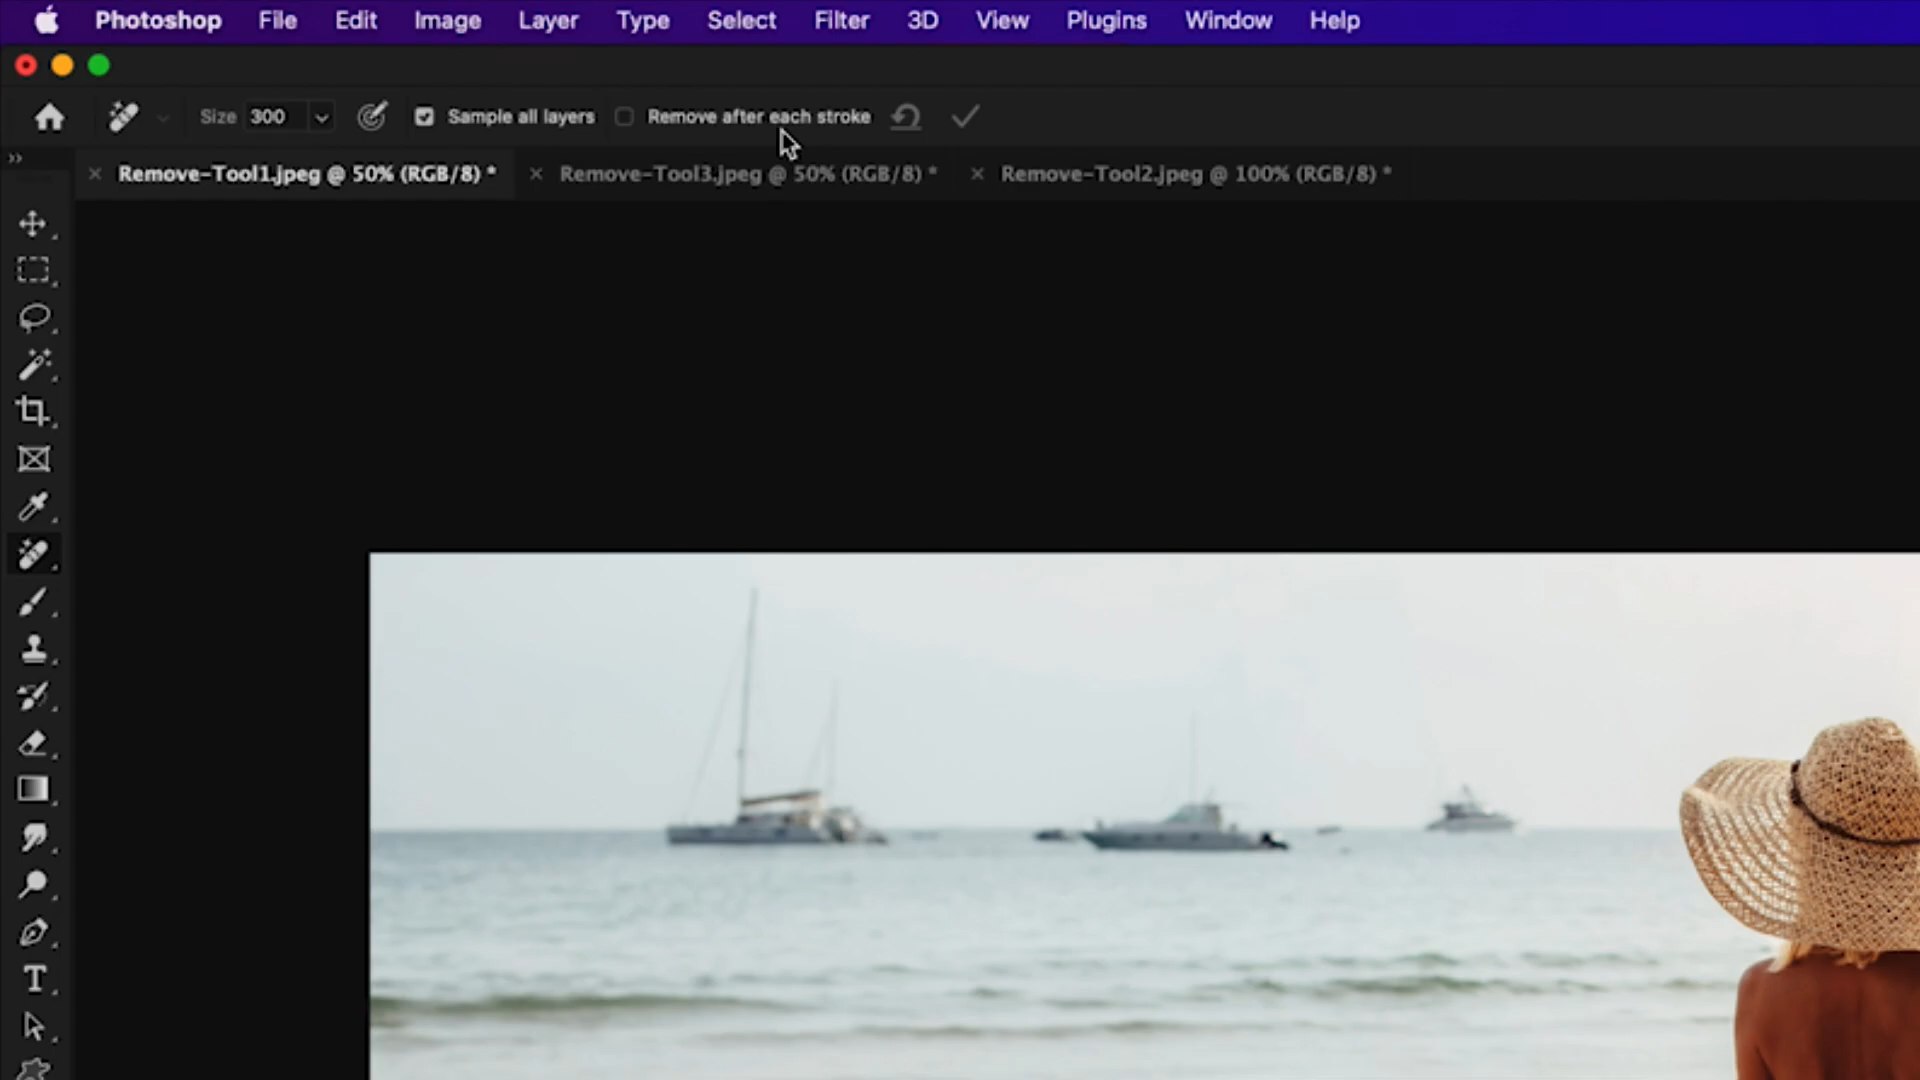 Photoshop File Edit Image Layer Type Select Filter 3D View Plugins Window Help
Size 300 Sample all layers Remove after each stroke
Remove-Tool1.jpeg @ 50% (RGB/8) * Remove-Tool3.jpeg @ 50% (RGB/8) * Remove-Tool2.jpeg @ 100% (RGB/8) *